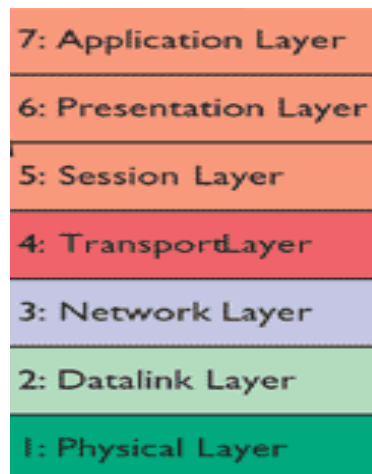 7: Application Layer
6: Presentation Layer
5: Session Layer
4: TransportLayer
3: Network Layer
2: Datalink Layer
1: Physical Layer